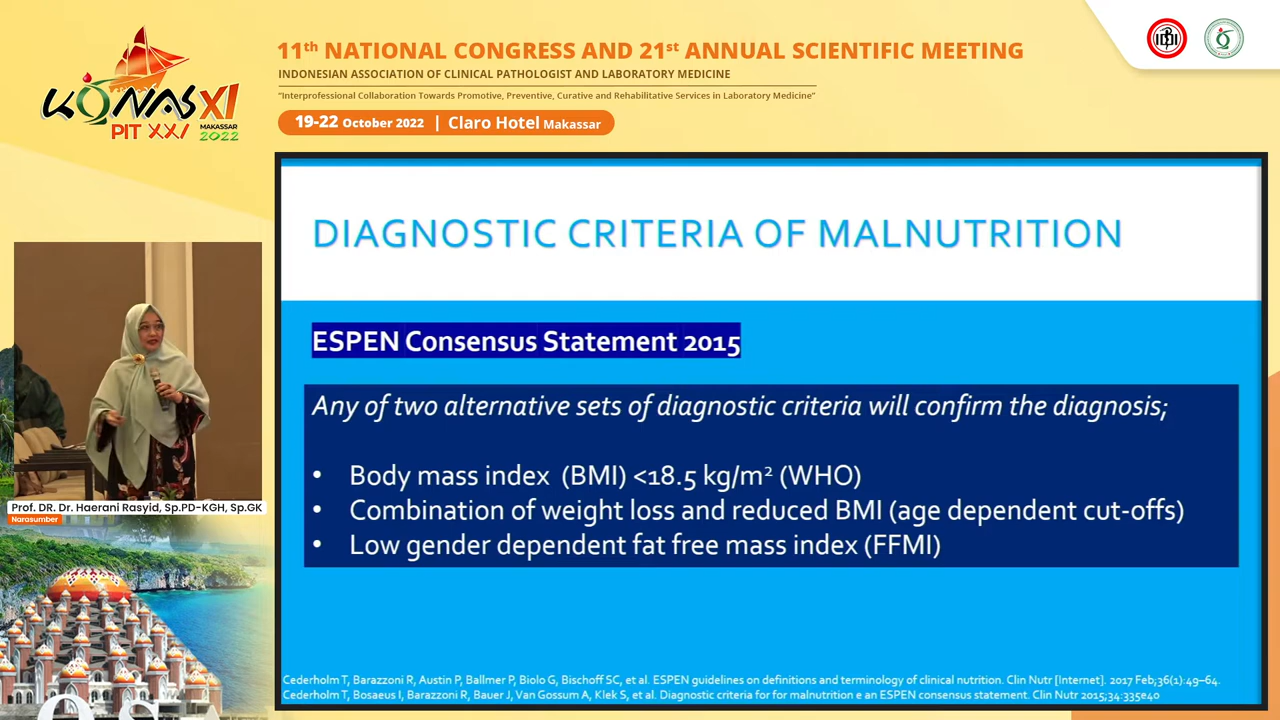 KONAS XI
PIT XXI
MAKASSAR
2022
11th NATIONAL CONGRESS AND 21st ANNUAL SCIENTIFIC MEETING
INDONESIAN ASSOCIATION OF CLINICAL PATHOLOGIST AND LABORATORY MEDICINE
"Interprofessional Collaboration Towards Promotive, Preventive, Curative and Rehabilitative Services in Laboratory Medicine"
19-22 October 2022 | Claro Hotel Makassar
DIAGNOSTIC CRITERIA OF MALNUTRITION
ESPEN Consensus Statement 2015
Any of two alternative sets of diagnostic criteria will confirm the diagnosis;
• Body mass index (BMI) <18.5 kg/m² (WHO)
• Combination of weight loss and reduced BMI (age dependent cut-offs)
• Low gender dependent fat free mass index (FFMI)
Cederholm T, Barazzoni R, Austin P, Ballmer P, Biolo G, Bischoff SC, et al. ESPEN guidelines on definitions and terminology of clinical nutrition. Clin Nutr [Internet]. 2017 Feb;36(1):49–64.
Cederholm T, Bosaeus I, Barazzoni R, Bauer J, Van Gossum A, Klek S, et al. Diagnostic criteria for for malnutrition e an ESPEN consensus statement. Clin Nutr 2015;34:335e40
Prof. DR. Dr. Haerani Rasyid, Sp.PD-KGH, Sp.GK
Narasumber